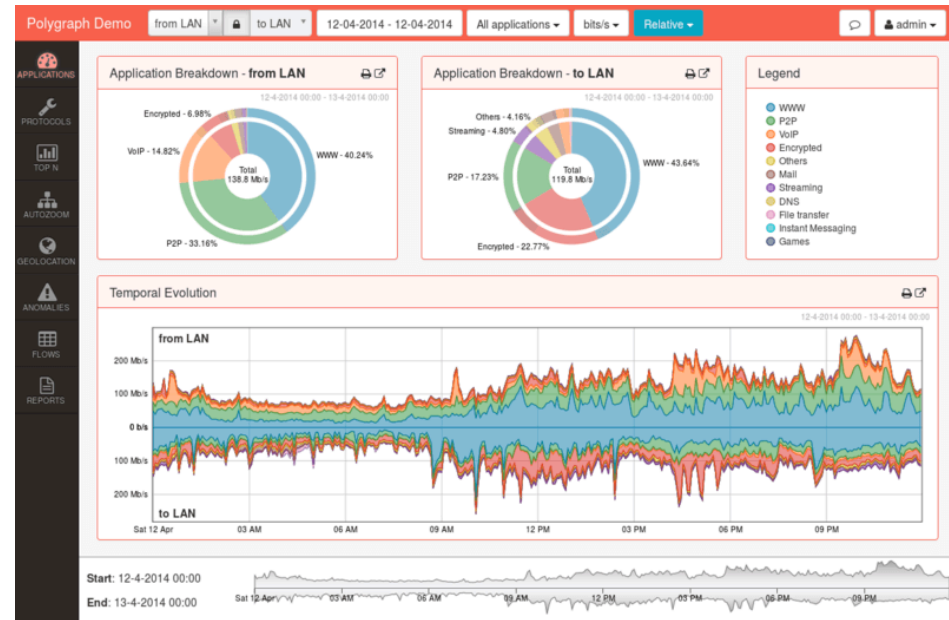 Polygraph Demo
from LAN
to LAN
12-04-2014 - 12-04-2014
All applications
bits/s
Relative
admin
APPLICATIONS
PROTOCOLS
TOP N
AUTOZOOM
GEOLOCATION
ANOMALIES
FLOWS
REPORTS
Application Breakdown - from LAN
12-4-2014 00:00 - 13-4-2014 00:00
Encrypted - 6.98%
VoIP - 14.82%
WWW - 40.24%
Total
138.8 Mb/s
P2P - 33.16%
Application Breakdown - to LAN
12-4-2014 00:00 - 13-4-2014 00:00
Others - 4.16%
Streaming - 4.80%
WWW - 43.64%
P2P - 17.23%
Total
119.8 Mb/s
Encrypted - 22.77%
Legend
WWW
P2P
VoIP
Encrypted
Others
Mail
Streaming
DNS
File transfer
Instant Messaging
Games
Temporal Evolution
12-4-2014 00:00 - 13-4-2014 00:00
from LAN
200 Mb/s
100 Mb/s
0 b/s
100 Mb/s
200 Mb/s
to LAN
Sat 12 Apr 03 AM 06 AM 09 AM 12 PM 03 PM 06 PM 09 PM
Start: 12-4-2014 00:00
End: 13-4-2014 00:00
Sat 12 Apr 03 AM 06 AM 09 AM 12 PM 03 PM 06 PM 09 PM